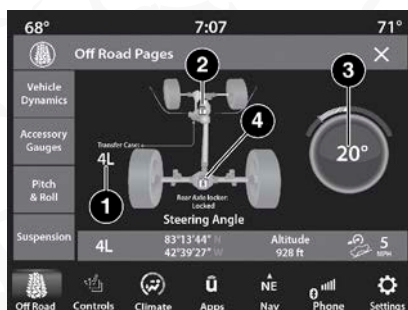 68° 7:07 71°
Off Road Pages
2
3
Vehicle
Dynamics
Accessory
Gauges
Pitch
& Roll
Suspension
Transfer Case:
4L
1
4
20°
Rear Axle locker:
Locked
Steering Angle
4L
83°13'44" N
42°39'27" W
Altitude
928 ft
5
MPH
Off Road
Controls
Climate
Apps
NE
Nav
0
Phone
Settings